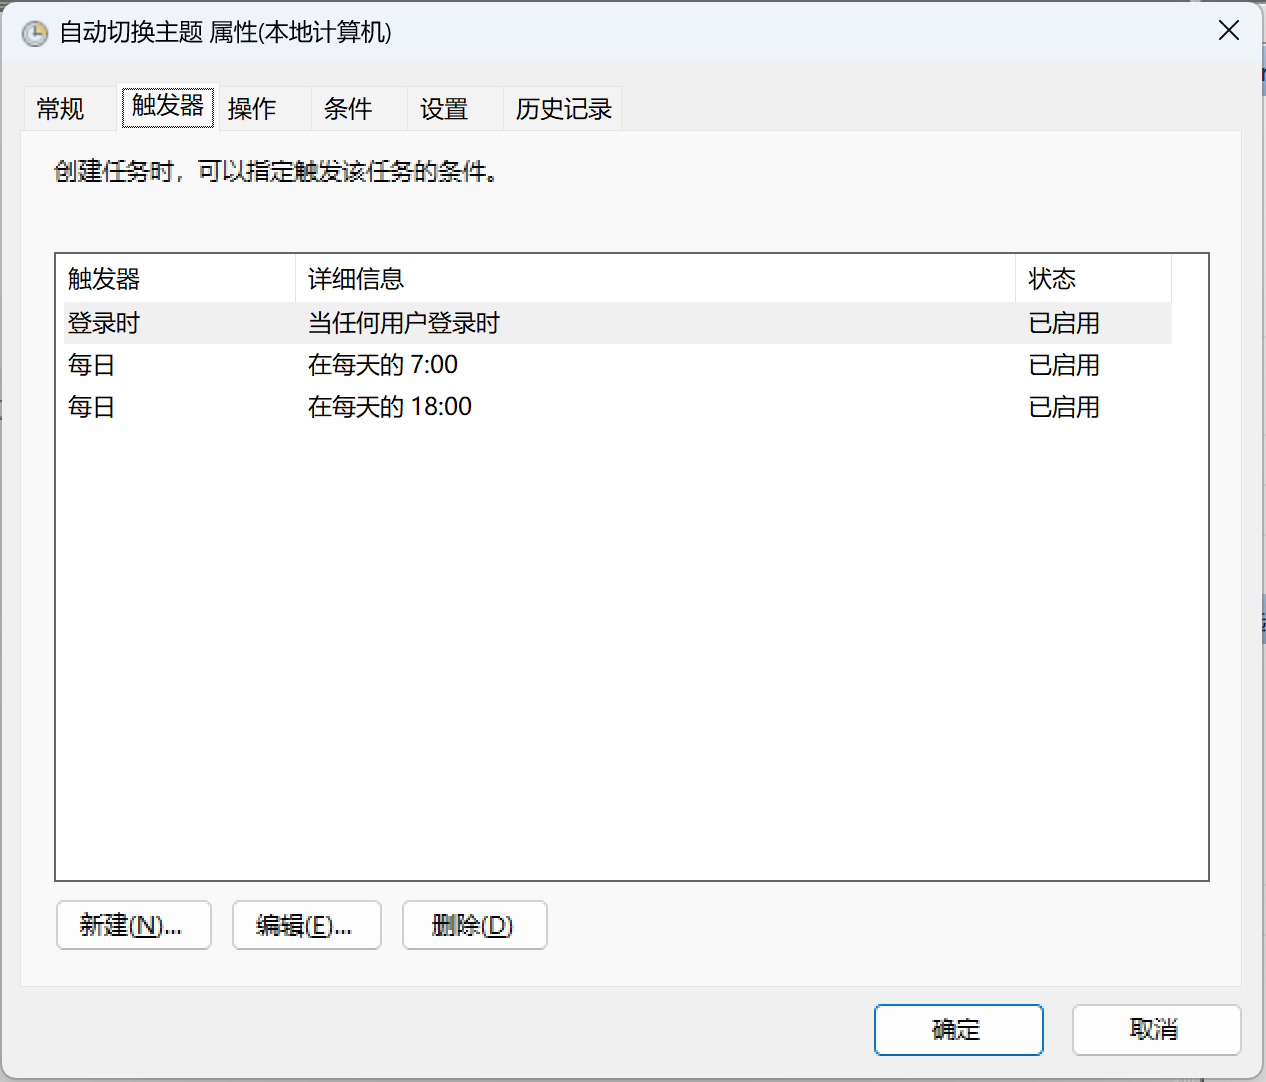 自动切换主题 属性(本地计算机)
常规 触发器 操作 条件 设置 历史记录
创建任务时，可以指定触发该任务的条件。
触发器 详细信息 状态
登录时 当任何用户登录时 已启用
每日 在每天的 7:00 已启用
每日 在每天的 18:00 已启用
新建(N)... 编辑(E)... 删除(D)
确定 取消